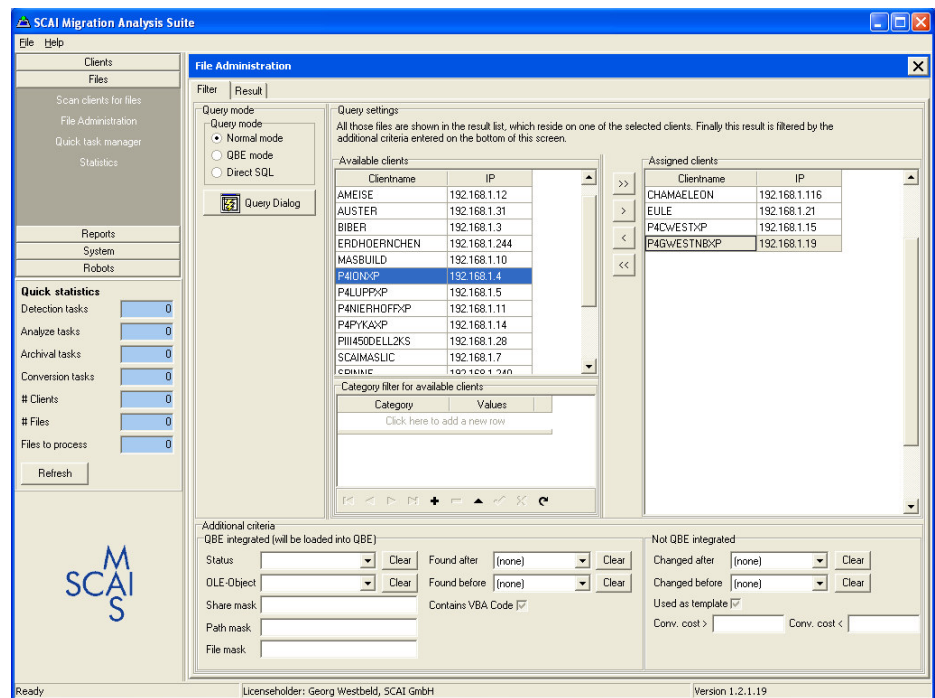 SCAI Migration Analysis Suite
File Help
Clients
Files
Scan clients for files
File Administration
Quick task manager
Statistics
Reports
System
Robots
Quick statistics
Detection tasks 0
Analyze tasks 0
Archival tasks 0
Conversion tasks 0
# Clients 0
# Files 0
Files to process 0
Refresh
M
SCAI
S
File Administration
Filter Result
Query mode
Query mode
Normal mode
QBE mode
Direct SQL
Query Dialog
Query settings
All those files are shown in the result list, which reside on one of the selected clients. Finally this result is filtered by the
additional criteria entered on the bottom of this screen.
Available clients
Clientname IP
AMEISE 192.168.1.12
AUSTER 192.168.1.31
BIBER 192.168.1.3
ERDHOERNCHEN 192.168.1.244
MASBUILD 192.168.1.10
P4IONXP 192.168.1.4
P4LUPPXP 192.168.1.5
P4NIERHOFFXP 192.168.1.11
P4PYKAXP 192.168.1.14
PIII450DELL2KS 192.168.1.28
SCAIMASLIC 192.168.1.7
SPINNE 192.168.1.240
>>
>
<
<<
Assigned clients
Clientname IP
CHAMAELEON 192.168.1.116
EULE 192.168.1.21
P4CWESTXP 192.168.1.15
P4GWESTNBXP 192.168.1.19
Category filter for available clients
Category Values
Click here to add a new row
Additional criteria
QBE integrated (will be loaded into QBE)
Status Clear Found after (none) Clear
OLE-Object Clear Found before (none) Clear
Share mask Contains VBA Code
Path mask
File mask
Not QBE integrated
Changed after (none) Clear
Changed before (none) Clear
Used as template
Conv. cost > Conv. cost <
Ready Licenseholder: Georg Westbeld, SCAI GmbH Version 1.2.1.19